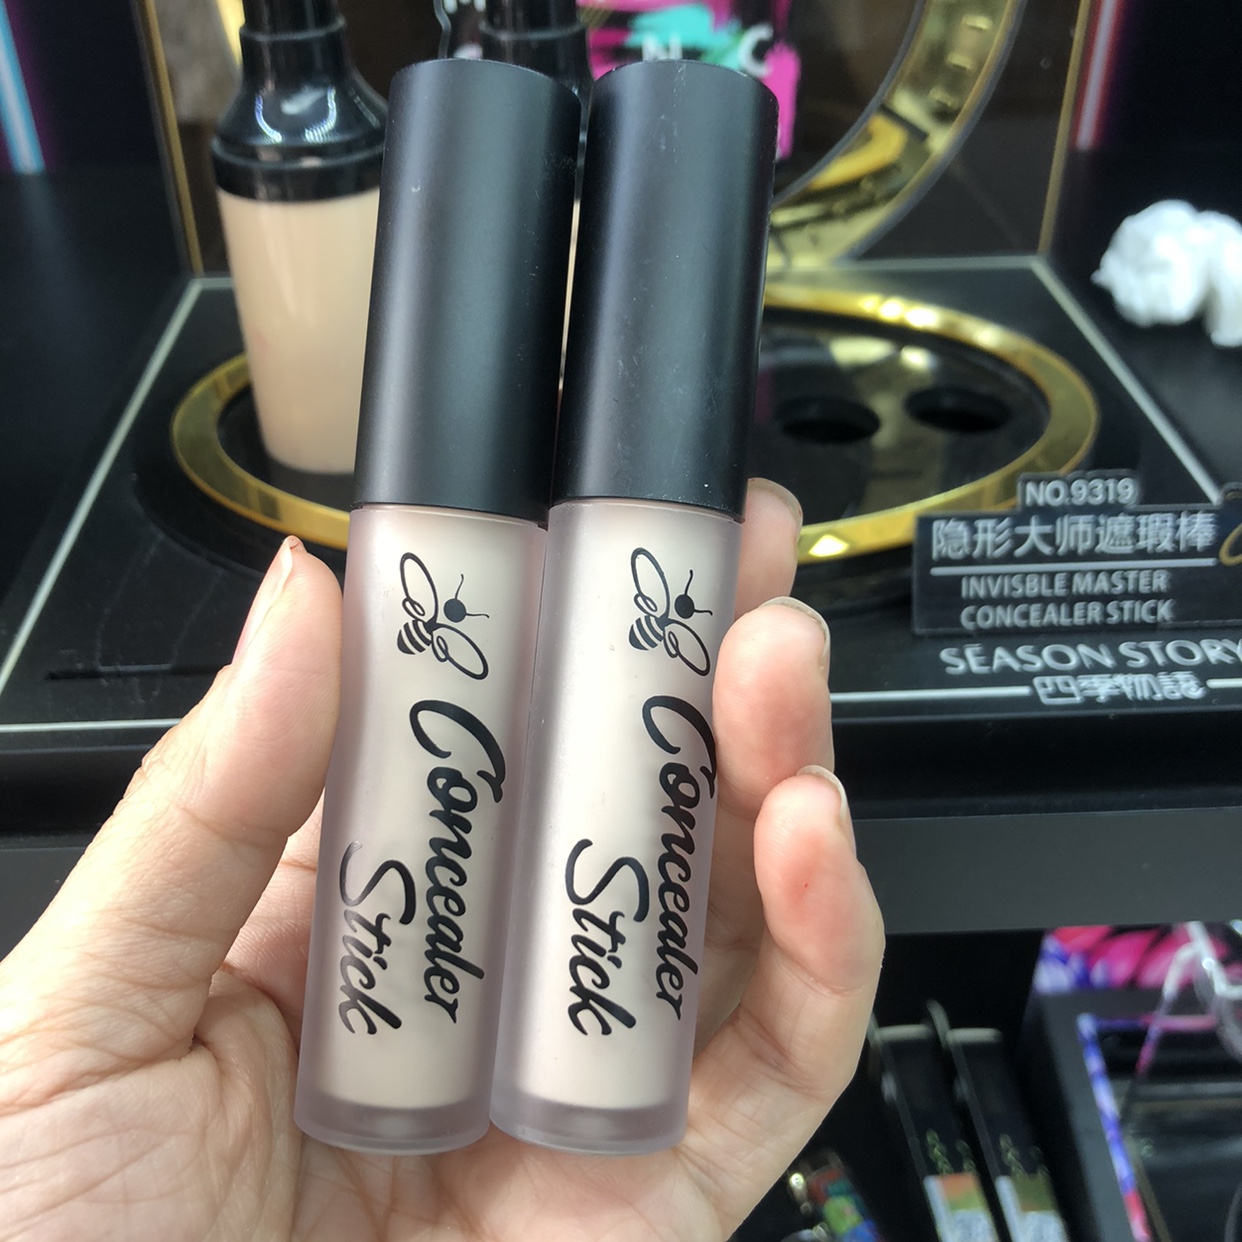 Concealer
Stick
Concealer
Stick
NO.9319
隐形大师遮瑕棒
INVISBLE MASTER
CONCEALER STICK
SEASON STORY
四季物語